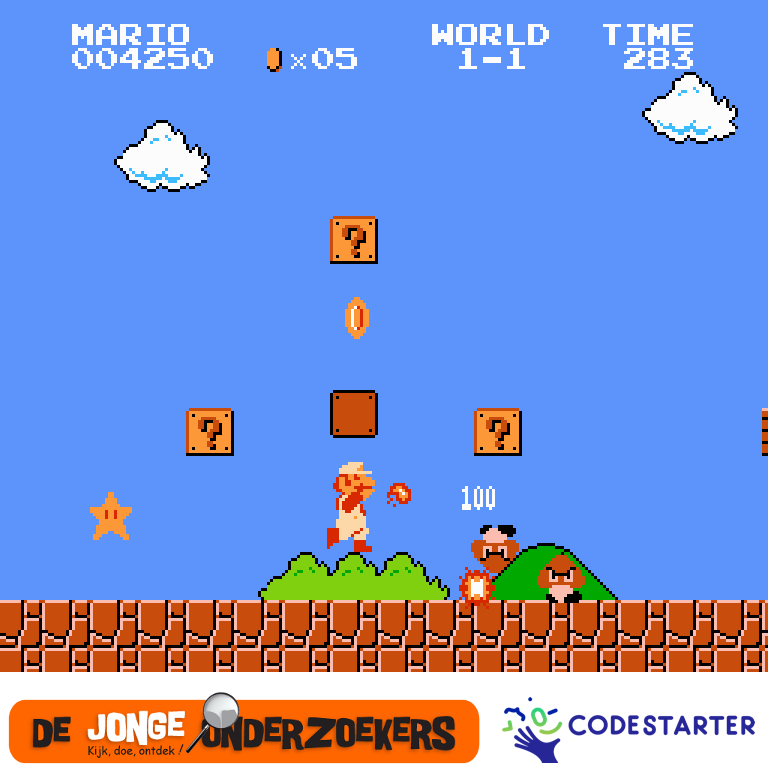 MARIO WORLD TIME
004250 ×05 1-1 283
?
? ?
100
DE JONGE ONDERZOEKERS
Kijk, doe, ontdek!
CODESTARTER